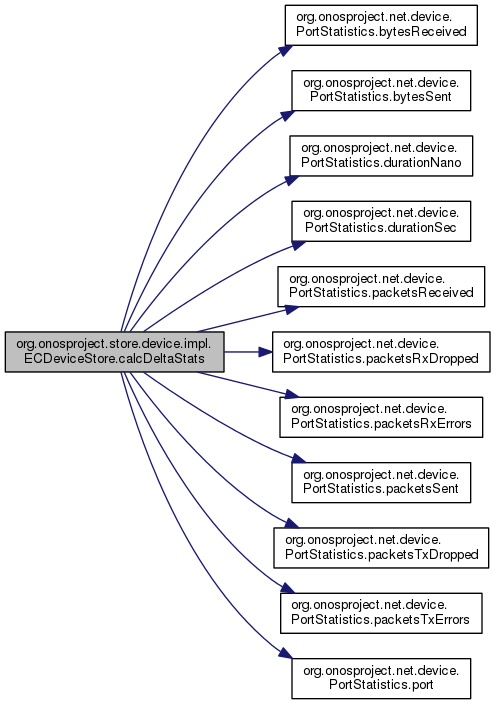 org.onosproject.net.device.
PortStatistics.bytesReceived
org.onosproject.net.device.
PortStatistics.bytesSent
org.onosproject.net.device.
PortStatistics.durationNano
org.onosproject.net.device.
PortStatistics.durationSec
org.onosproject.net.device.
PortStatistics.packetsReceived
org.onosproject.store.device.impl.
ECDeviceStore.calcDeltaStats
org.onosproject.net.device.
PortStatistics.packetsRxDropped
org.onosproject.net.device.
PortStatistics.packetsRxErrors
org.onosproject.net.device.
PortStatistics.packetsSent
org.onosproject.net.device.
PortStatistics.packetsTxDropped
org.onosproject.net.device.
PortStatistics.packetsTxErrors
org.onosproject.net.device.
PortStatistics.port